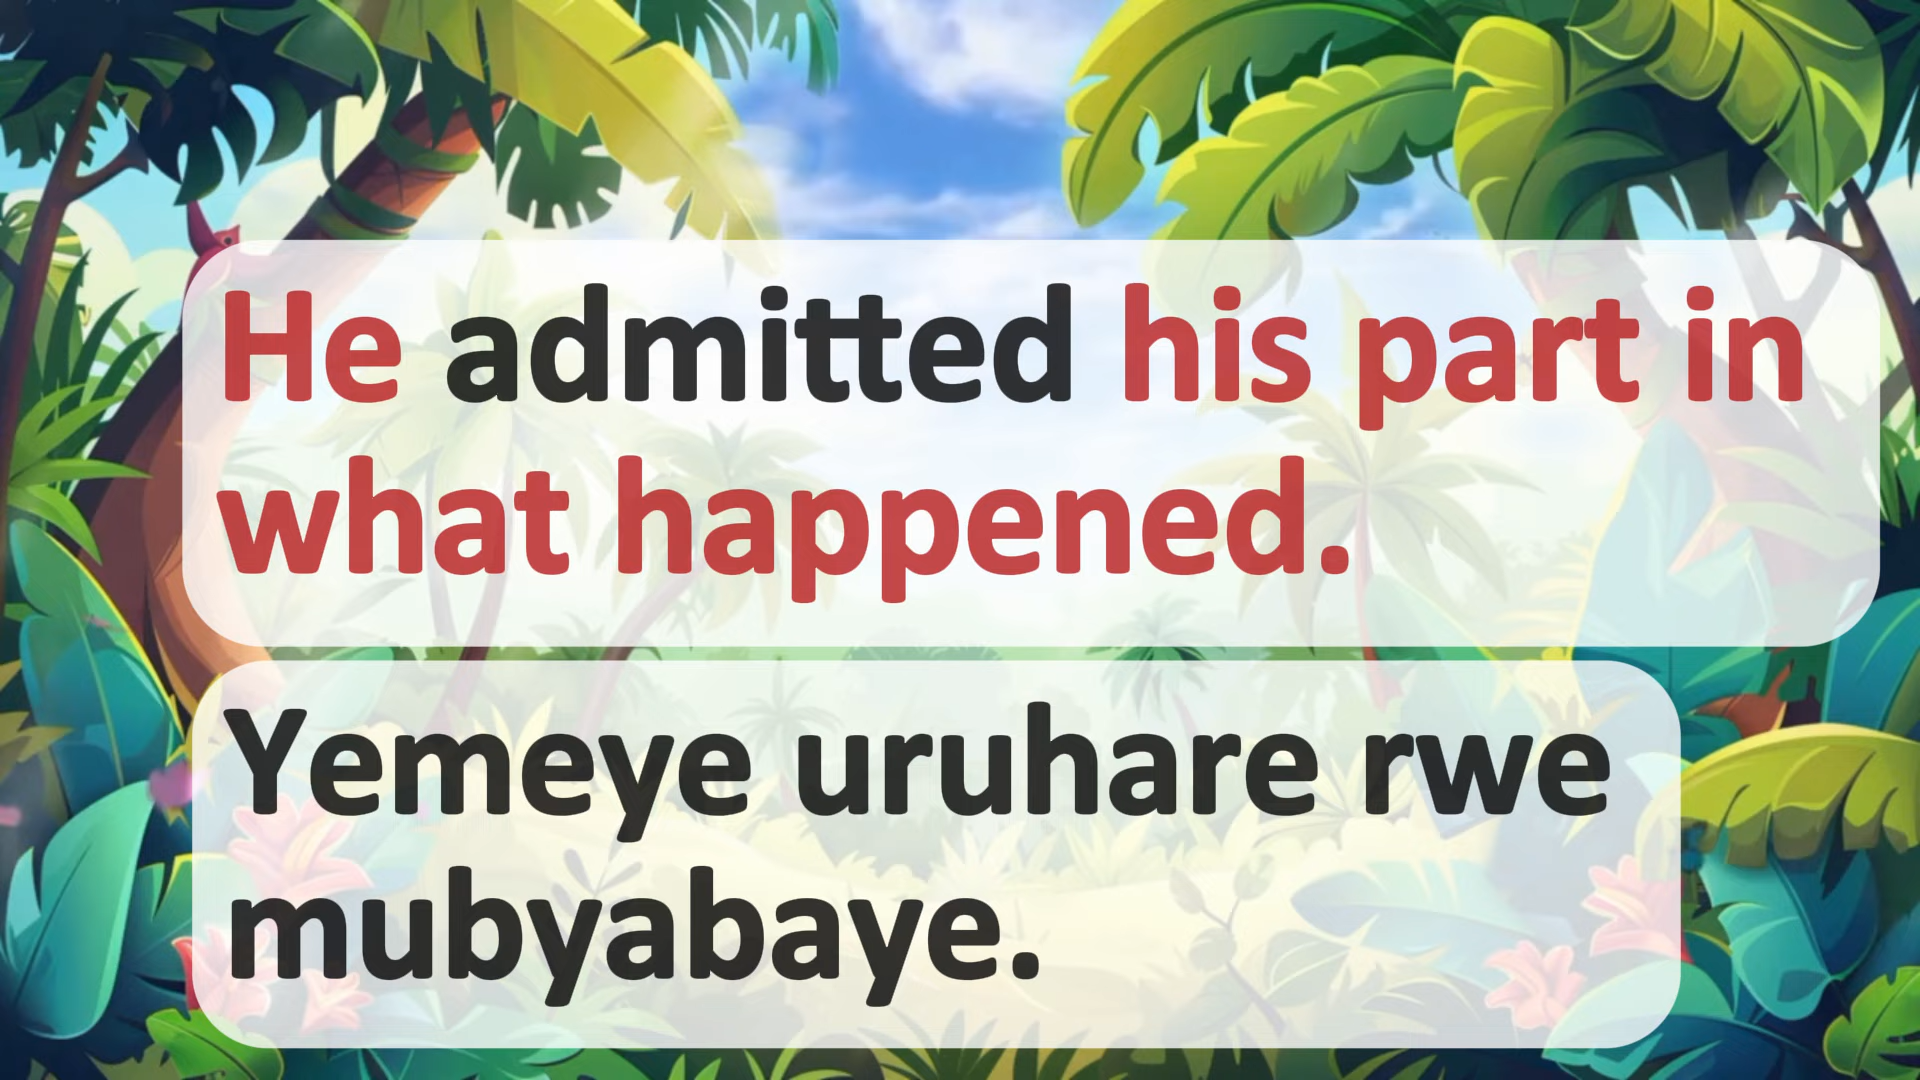 He admitted his part in
what happened.
Yemeye uruhare rwe
mubyabaye.